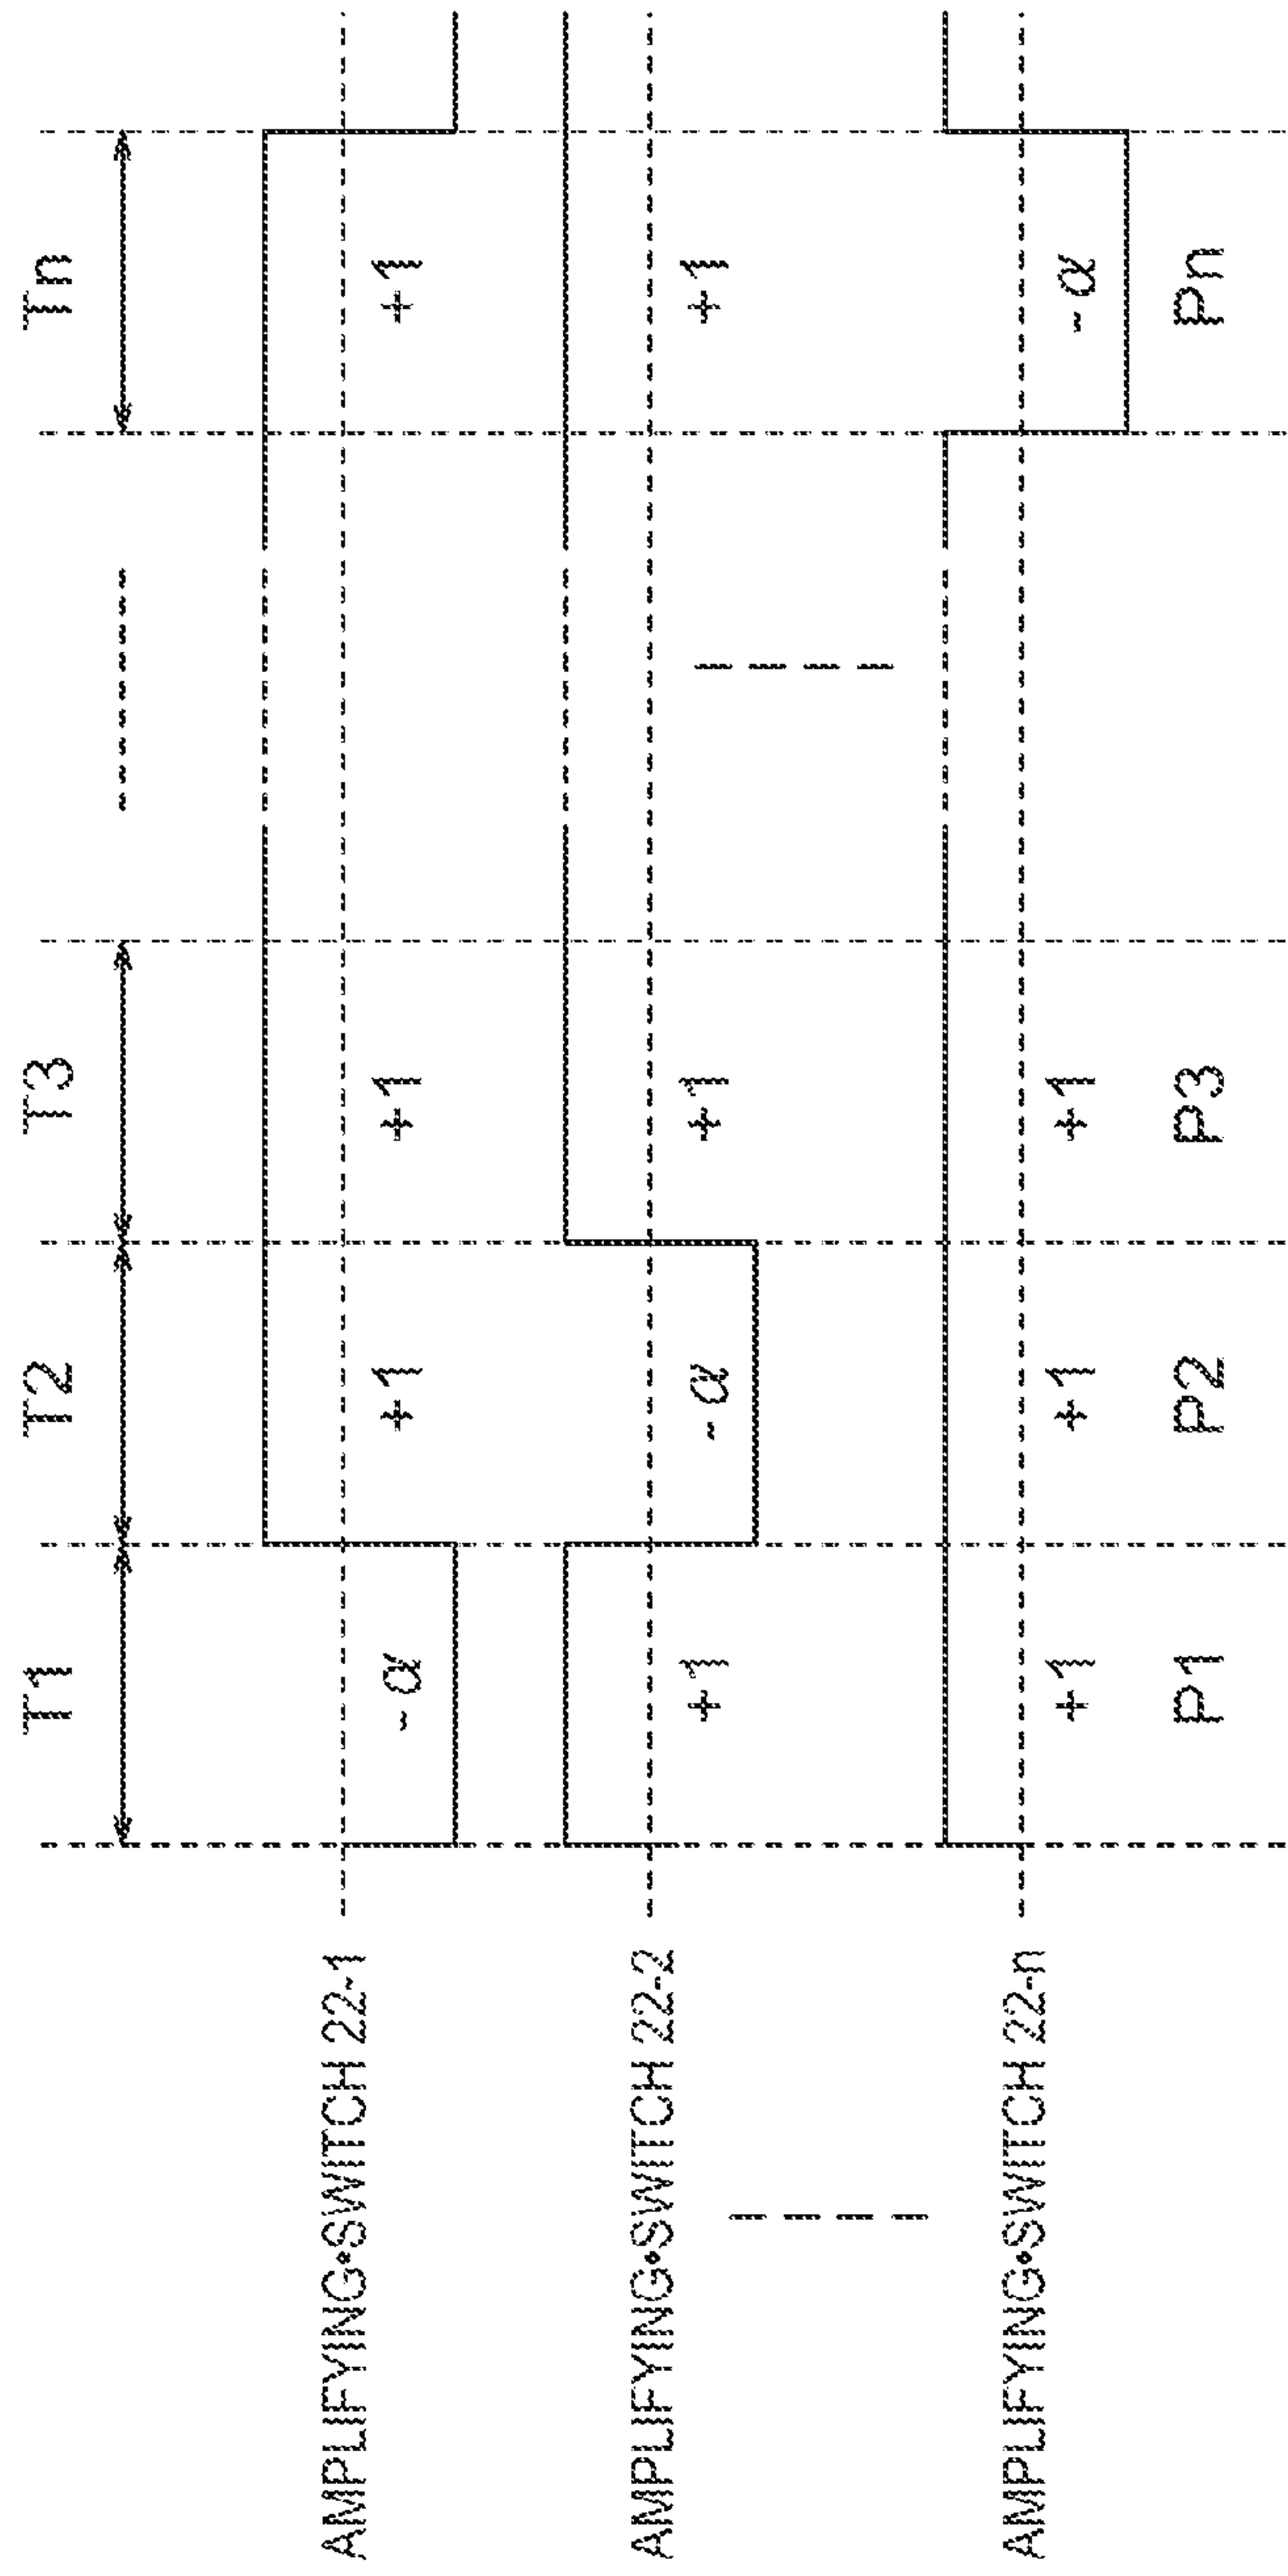 T1 T2 T3 Tn
AMPLIFYING•SWITCH 22-1 -α +1 +1 +1
AMPLIFYING•SWITCH 22-2 +1 -α +1 +1
AMPLIFYING•SWITCH 22-n +1 +1 +1 -α
P1 P2 P3 Pn